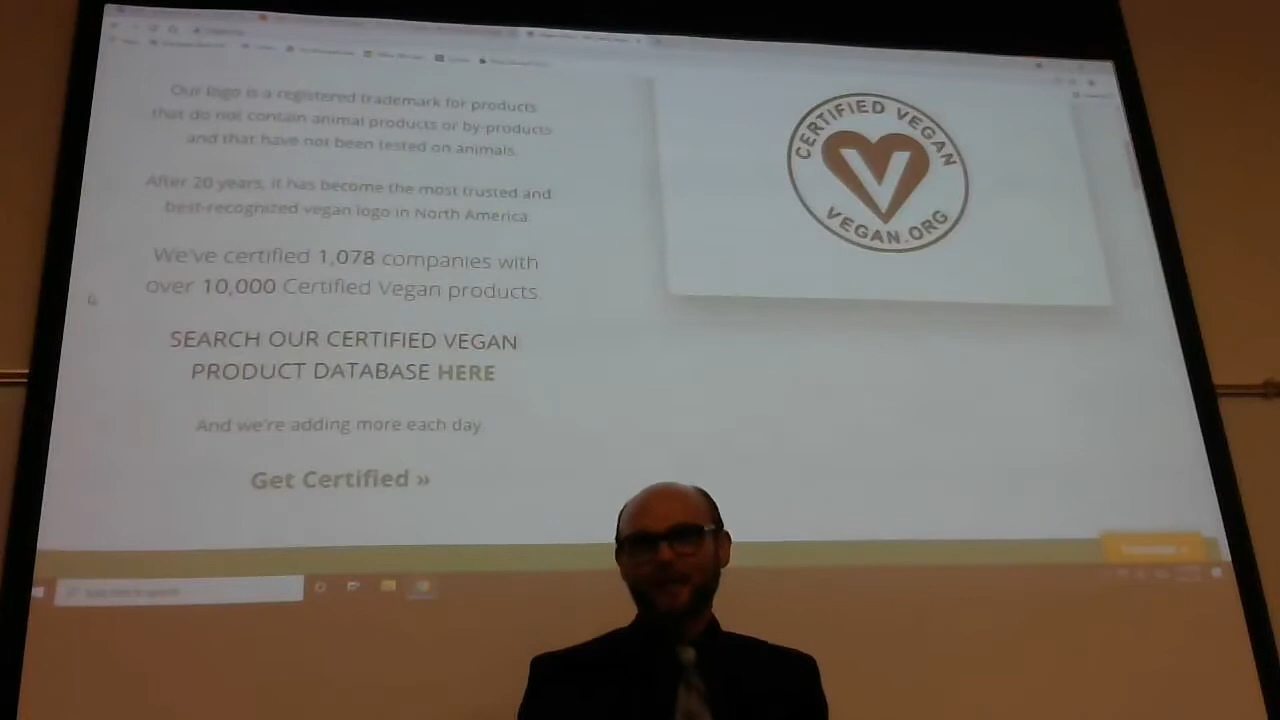 Our logo is a registered trademark for products
that do not contain animal products or by-products
and that have not been tested on animals.
After 20 years, it has become the most trusted and
best-recognized vegan logo in North America.
We've certified 1,078 companies with
over 10,000 Certified Vegan products
SEARCH OUR CERTIFIED VEGAN
PRODUCT DATABASE HERE
And we're adding more each day.
Get Certified »
CERTIFIED VEGAN
V
VEGAN.ORG